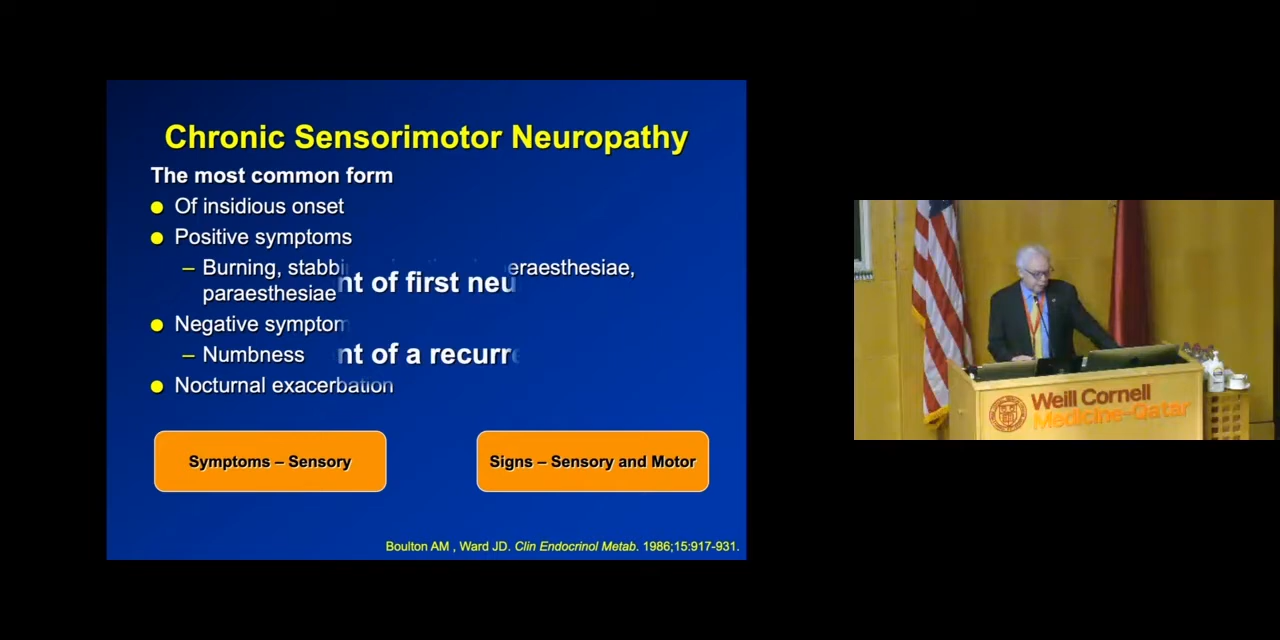 Chronic Sensorimotor Neuropathy
The most common form
Of insidious onset
Positive symptoms
– Burning, stabbi eraesthesiae,
paraesthesiae
nt of first neu
Negative symptom
– Numbness
nt of a recurre
Nocturnal exacerbation
Symptoms – Sensory
Signs – Sensory and Motor
Boulton AM , Ward JD. Clin Endocrinol Metab. 1986;15:917-931.
Weill Cornell
Medicine-Qatar